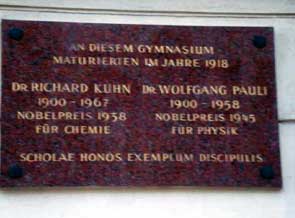 AN DIESEM GYMNASIUM
MATURIERTEN IM JAHRE 1918
DR. RICHARD KUHN
1900 - 1967
NOBELPREIS 1938
FÜR CHEMIE
DR. WOLFGANG PAULI
1900 - 1958
NOBELPREIS 1945
FÜR PHYSIK
SCHOLAE HONOS EXEMPLUM DISCIPULIS